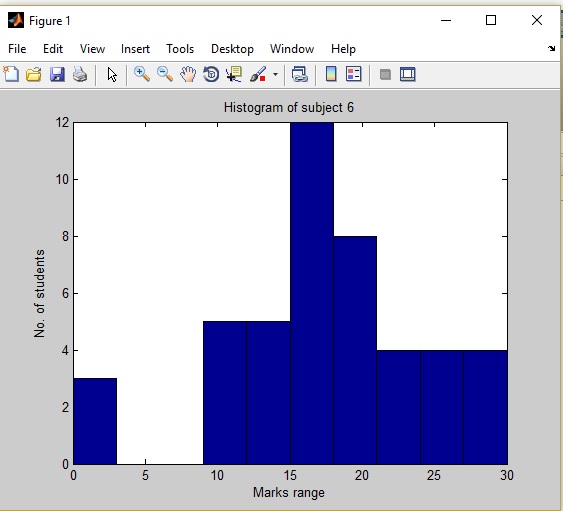 Figure 1
File Edit View Insert Tools Desktop Window Help
Histogram of subject 6
12
10
8
6
4
2
0
No. of students
0 5 10 15 20 25 30
Marks range